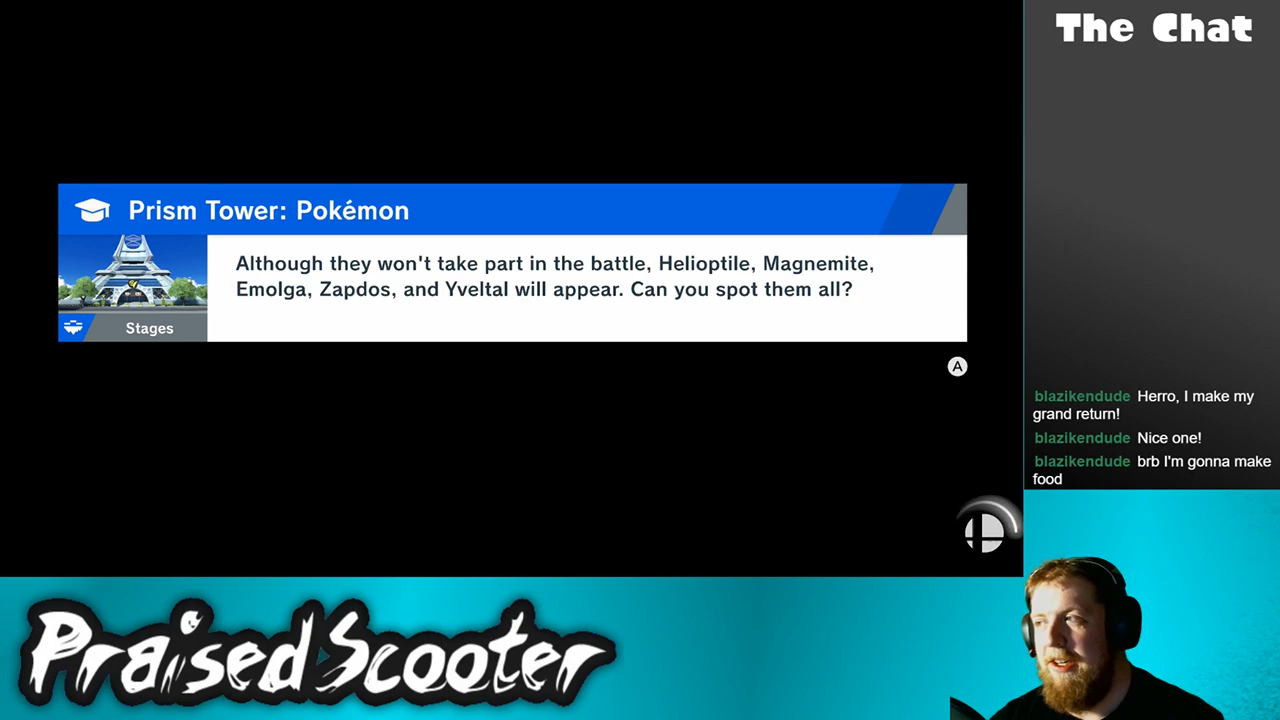 The Chat
Prism Tower: Pokémon
Although they won't take part in the battle, Helioptile, Magnemite,
Emolga, Zapdos, and Yveltal will appear. Can you spot them all?
Stages
A
blazikendude Herro, I make my
grand return!
blazikendude Nice one!
blazikendude brb I'm gonna make
food
PraisedScooter